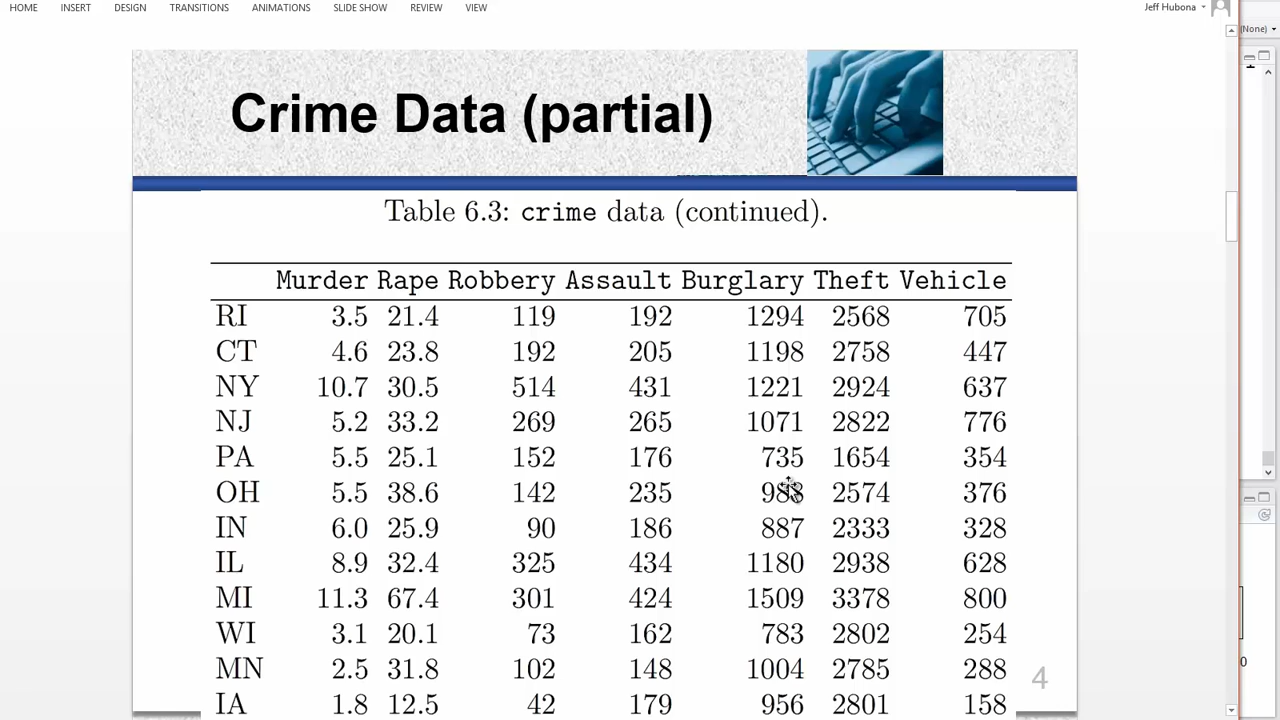 HOME INSERT DESIGN TRANSITIONS ANIMATIONS SLIDE SHOW REVIEW VIEW Jeff Hubona
(None)
Crime Data (partial)
Table 6.3: crime data (continued).
Murder Rape Robbery Assault Burglary Theft Vehicle
RI 3.5 21.4 119 192 1294 2568 705
CT 4.6 23.8 192 205 1198 2758 447
NY 10.7 30.5 514 431 1221 2924 637
NJ 5.2 33.2 269 265 1071 2822 776
PA 5.5 25.1 152 176 735 1654 354
OH 5.5 38.6 142 235 2574 376
IN 6.0 25.9 90 186 887 2333 328
IL 8.9 32.4 325 434 1180 2938 628
MI 11.3 67.4 301 424 1509 3378 800
WI 3.1 20.1 73 162 783 2802 254
MN 2.5 31.8 102 148 1004 2785 288
IA 1.8 12.5 42 179 956 2801 158
4
0